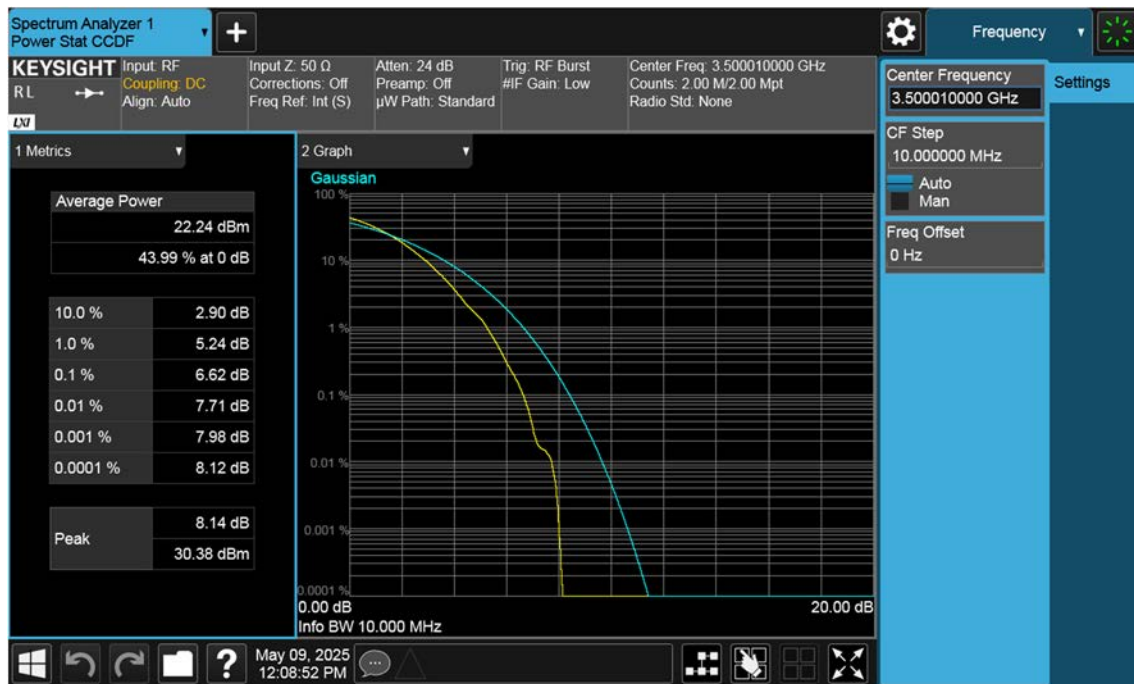 Spectrum Analyzer 1
Power Stat CCDF
Frequency
KEYSIGHT
R L
LXI
Input: RF
Coupling: DC
Align: Auto
Input Z: 50 Ω
Corrections: Off
Freq Ref: Int (S)
Atten: 24 dB
Preamp: Off
µW Path: Standard
Trig: RF Burst
#IF Gain: Low
Center Freq: 3.500010000 GHz
Counts: 2.00 M/2.00 Mpt
Radio Std: None
Center Frequency
3.500010000 GHz
Settings
CF Step
10.000000 MHz
Auto
Man
Freq Offset
0 Hz
1 Metrics
Average Power
22.24 dBm
43.99 % at 0 dB
10.0 % 2.90 dB
1.0 % 5.24 dB
0.1 % 6.62 dB
0.01 % 7.71 dB
0.001 % 7.98 dB
0.0001 % 8.12 dB
Peak
8.14 dB
30.38 dBm
2 Graph
Gaussian
100 %
10 %
1 %
0.1 %
0.01 %
0.001 %
0.0001 %
0.00 dB 20.00 dB
Info BW 10.000 MHz
?
May 09, 2025
12:08:52 PM